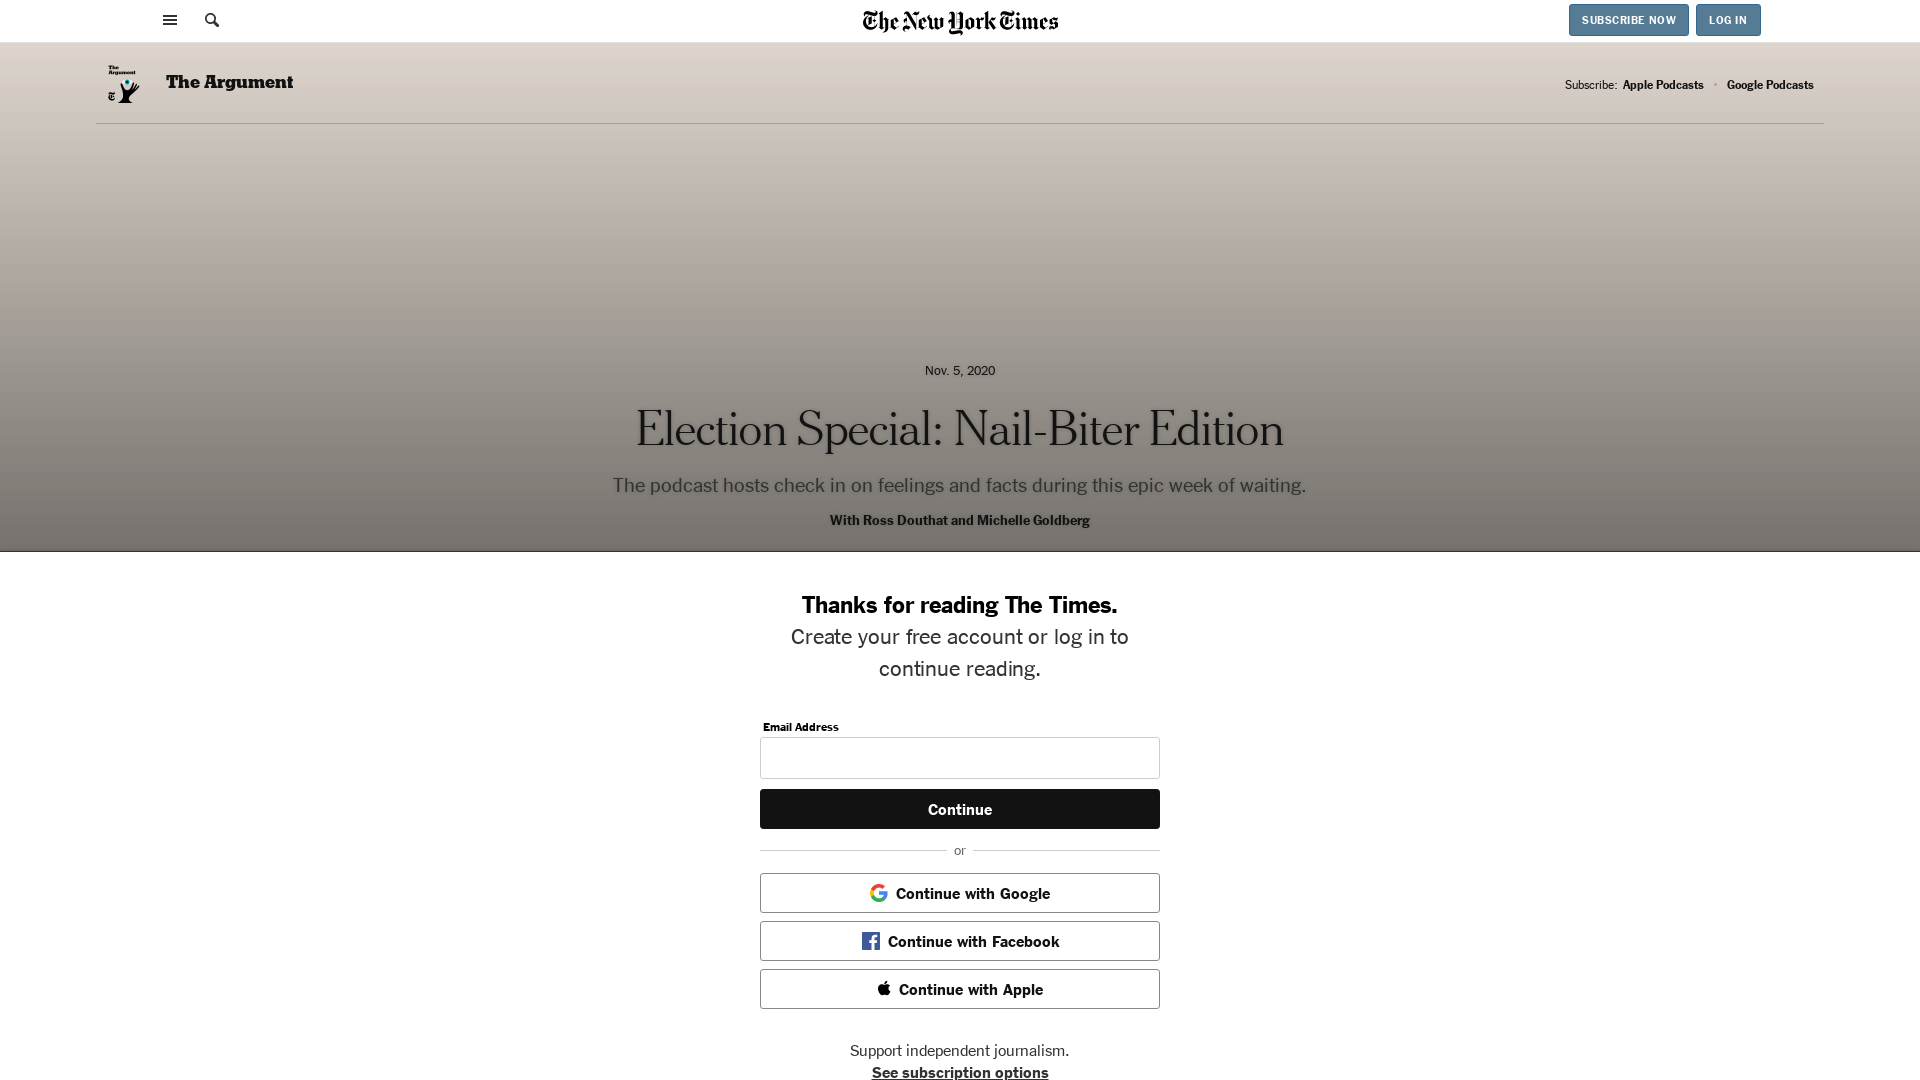 The New York Times
SUBSCRIBE NOW
LOG IN
The
Argument
The Argument
Subscribe: Apple Podcasts • Google Podcasts
Nov. 5, 2020
Election Special: Nail-Biter Edition
The podcast hosts check in on feelings and facts during this epic week of waiting.
With Ross Douthat and Michelle Goldberg
Thanks for reading The Times.
Create your free account or log in to
continue reading.
Email Address
Continue
or
Continue with Google
Continue with Facebook
Continue with Apple
Support independent journalism.
See subscription options